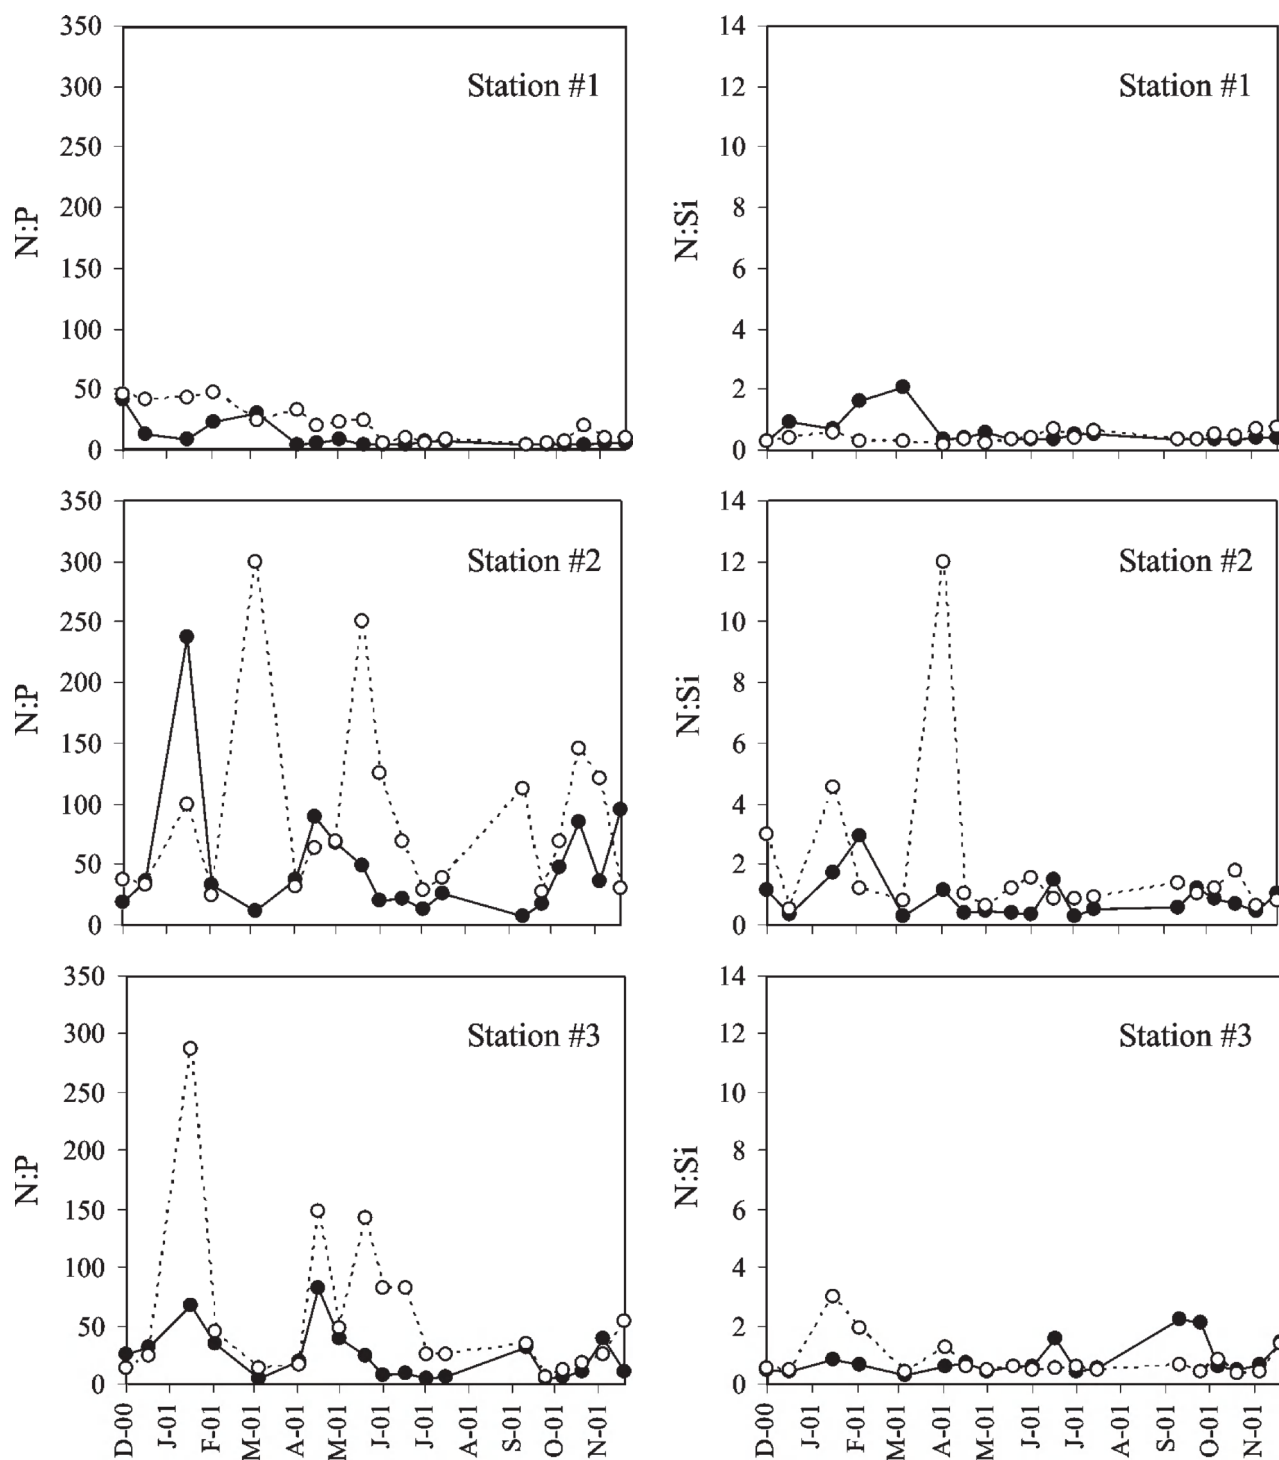 350
300
250
200
150
100
50
0
N:P
Station #1
14
12
10
8
6
4
2
0
N:Si
Station #1
350
300
250
200
150
100
50
0
N:P
Station #2
14
12
10
8
6
4
2
0
N:Si
Station #2
350
300
250
200
150
100
50
0
N:P
Station #3
D-00
J-01
F-01
M-01
A-01
M-01
J-01
J-01
A-01
S-01
O-01
N-01
14
12
10
8
6
4
2
0
N:Si
Station #3
D-00
J-01
F-01
M-01
A-01
M-01
J-01
J-01
A-01
S-01
O-01
N-01